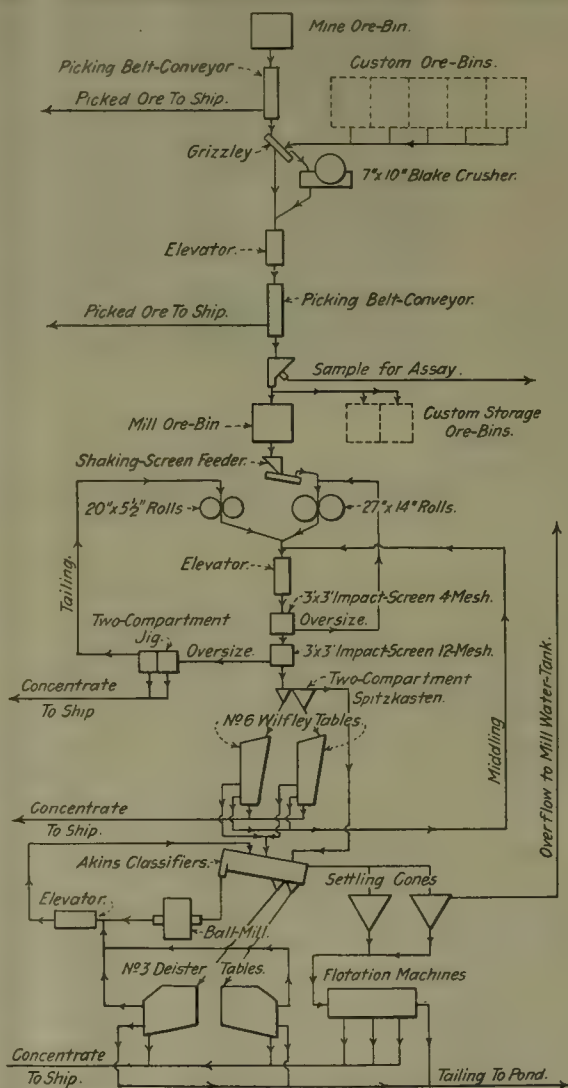 Mine Ore-Bin.
Picking Belt-Conveyor
Custom Ore-Bins.
Picked Ore To Ship.
Grizzley
7"x10" Blake Crusher.
Elevator.
Picking Belt-Conveyor.
Picked Ore To Ship.
Sample for Assay.
Mill Ore-Bin
Custom Storage
Ore-Bins.
Shaking-Screen Feeder
20"x5½" Rolls
27"x14" Rolls.
Tailing.
Elevator
3'x3' Impact-Screen 4-Mesh.
Oversize.
Two-Compartment
Jig.
Oversize.
3'x3' Impact-Screen 12-Mesh.
Concentrate
To Ship
Two-Compartment
Spitzkasten.
Nº6 Wilfley Tables.
Middling
Overflow to Mill Water-Tank.
Concentrate
To Ship.
Akins Classifiers.
Settling Cones
Elevator.
Ball-Mill.
Nº3 Deister Tables.
Flotation Machines
Concentrate
To Ship.
Tailing To Pond.